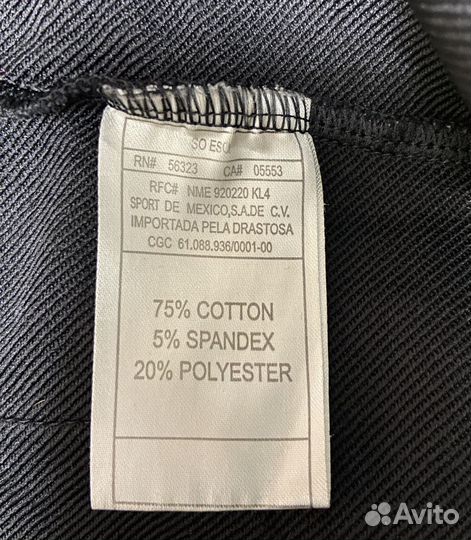 SO ESC
RN# 56323 CA# 05553
RFC# NME 920220 KL4
SPORT DE MEXICO,S.A.DE C.V.
IMPORTADA PELA DRASTOSA
CGC 61.088.936/0001-00
75% COTTON
5% SPANDEX
20% POLYESTER
Avito